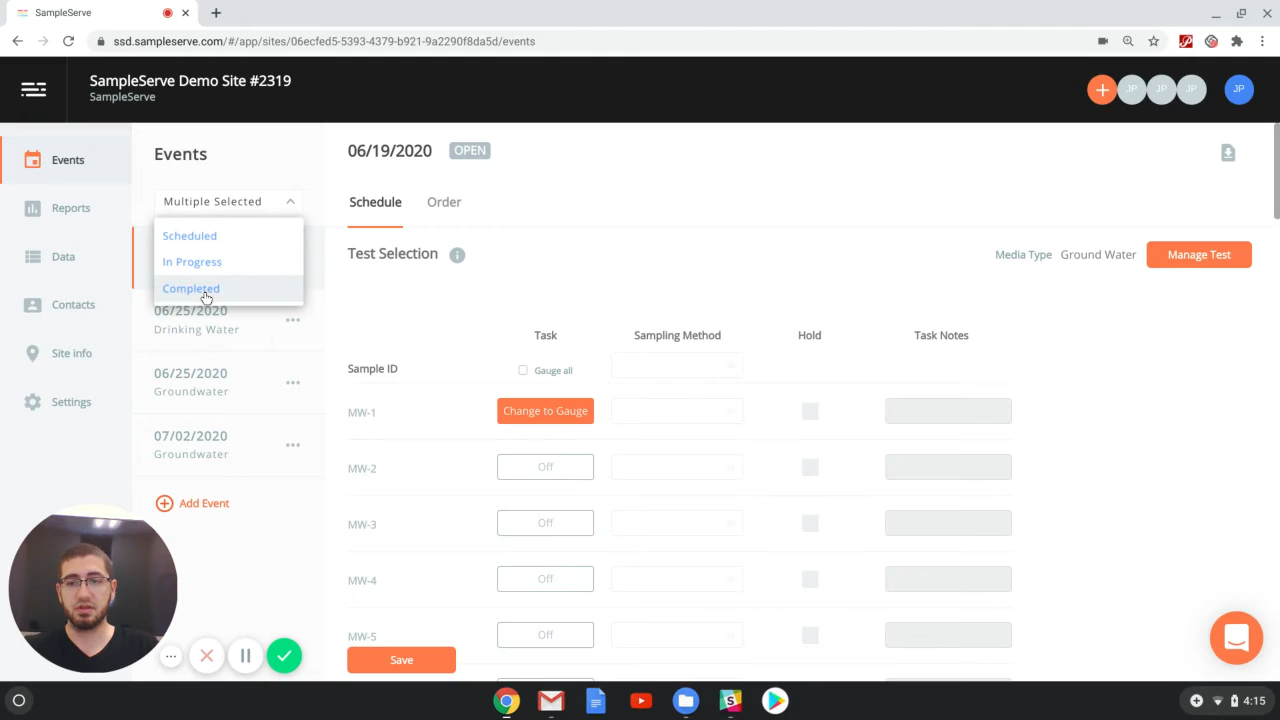 SampleServe
ssd.sampleserve.com/#/app/sites/06ecfed5-5393-4379-b921-9a2290f8da5d/events
SampleServe Demo Site #2319
SampleServe
JP
JP
JP
JP
Events
Reports
Data
Contacts
Site info
Settings
Events
Multiple Selected
Scheduled
In Progress
Completed
06/25/2020
Drinking Water
06/25/2020
Groundwater
07/02/2020
Groundwater
Add Event
06/19/2020 OPEN
Schedule Order
Test Selection
Media Type Ground Water Manage Test
Task Sampling Method Hold Task Notes
Sample ID Gauge all
MW-1 Change to Gauge
MW-2 Off
MW-3 Off
MW-4 Off
MW-5 Off
Save
4:15